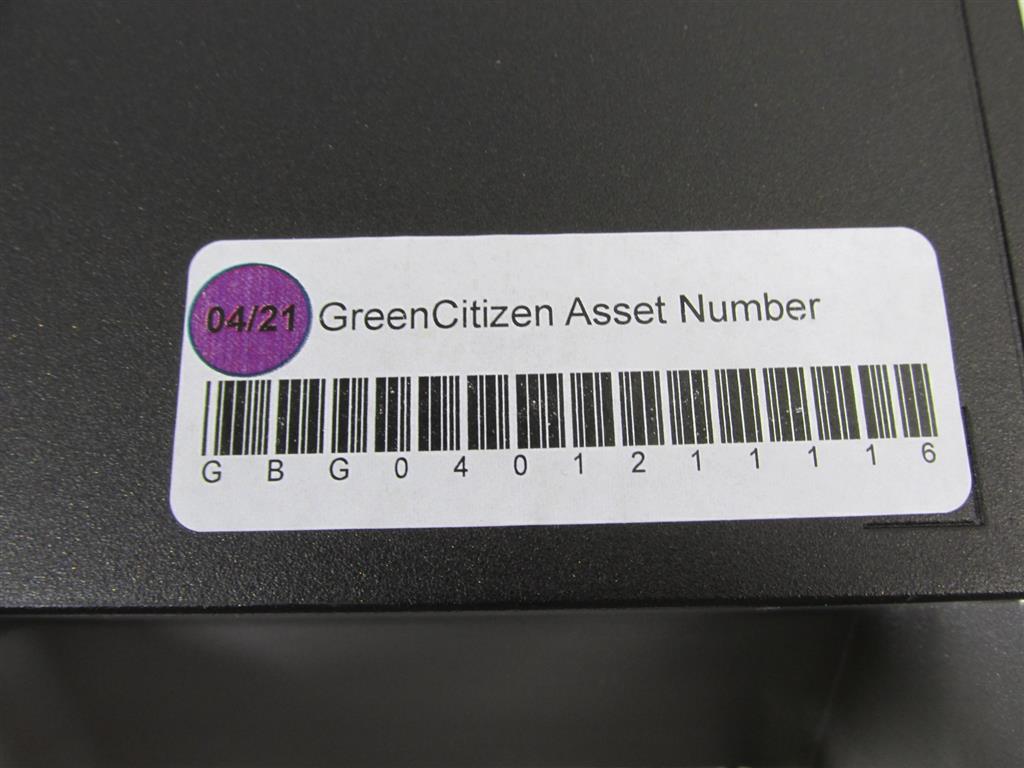 04/21 GreenCitizen Asset Number
G B G 0 4 0 1 2 1 1 1 1 6